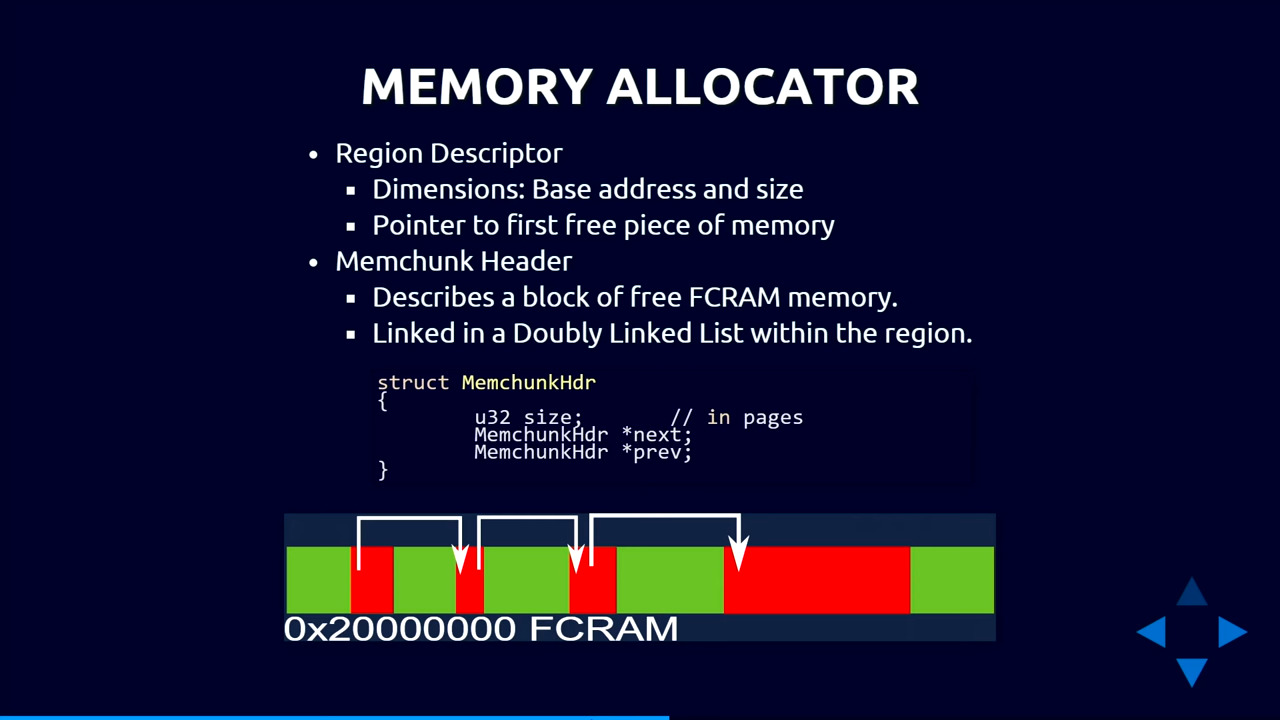 MEMORY ALLOCATOR
• Region Descriptor
▪ Dimensions: Base address and size
▪ Pointer to first free piece of memory
• Memchunk Header
▪ Describes a block of free FCRAM memory.
▪ Linked in a Doubly Linked List within the region.
struct MemchunkHdr
{
u32 size; // in pages
MemchunkHdr *next;
MemchunkHdr *prev;
}
0x20000000 FCRAM